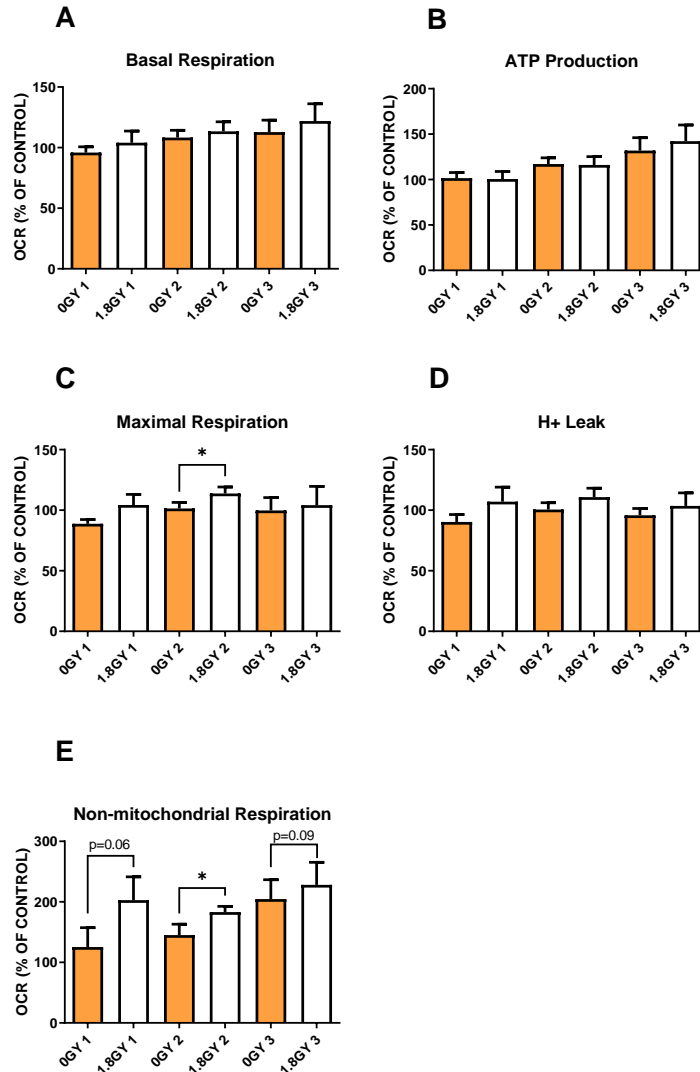 A
Basal Respiration
OCR (% OF CONTROL)
150
100
50
0
0GY 1
1.8GY 1
0GY 2
1.8GY 2
0GY 3
1.8GY 3
B
ATP Production
OCR (% OF CONTROL)
200
150
100
50
0
0GY 1
1.8GY 1
0GY 2
1.8GY 2
0GY 3
1.8GY 3
C
Maximal Respiration
OCR (% OF CONTROL)
150
100
50
0
*
0GY 1
1.8GY 1
0GY 2
1.8GY 2
0GY 3
1.8GY 3
D
H+ Leak
OCR (% OF CONTROL)
150
100
50
0
0GY 1
1.8GY 1
0GY 2
1.8GY 2
0GY 3
1.8GY 3
E
Non-mitochondrial Respiration
OCR (% OF CONTROL)
300
200
100
0
p=0.06
*
p=0.09
0GY 1
1.8GY 1
0GY 2
1.8GY 2
0GY 3
1.8GY 3